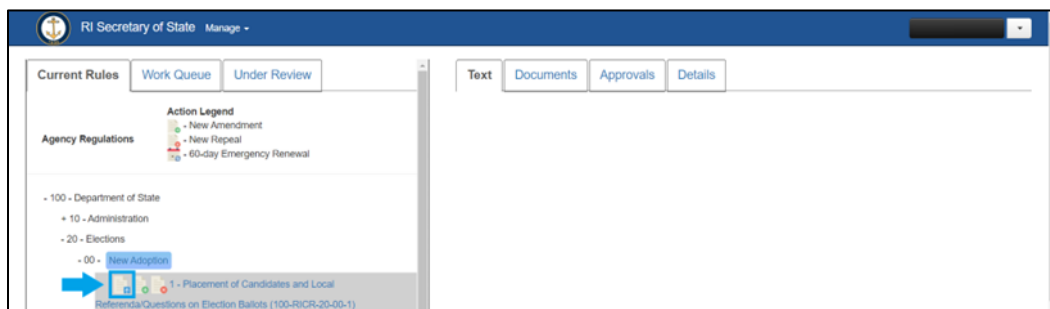 RI Secretary of State Manage
Current Rules Work Queue Under Review
Text Documents Approvals Details
Action Legend
Agency Regulations
- New Amendment
- New Repeal
- 60-day Emergency Renewal
- 100 - Department of State
+ 10 - Administration
- 20 - Elections
- 00 - New Adoption
1 - Placement of Candidates and Local
Referenda/Questions on Election Ballots (100-RICR-20-00-1)